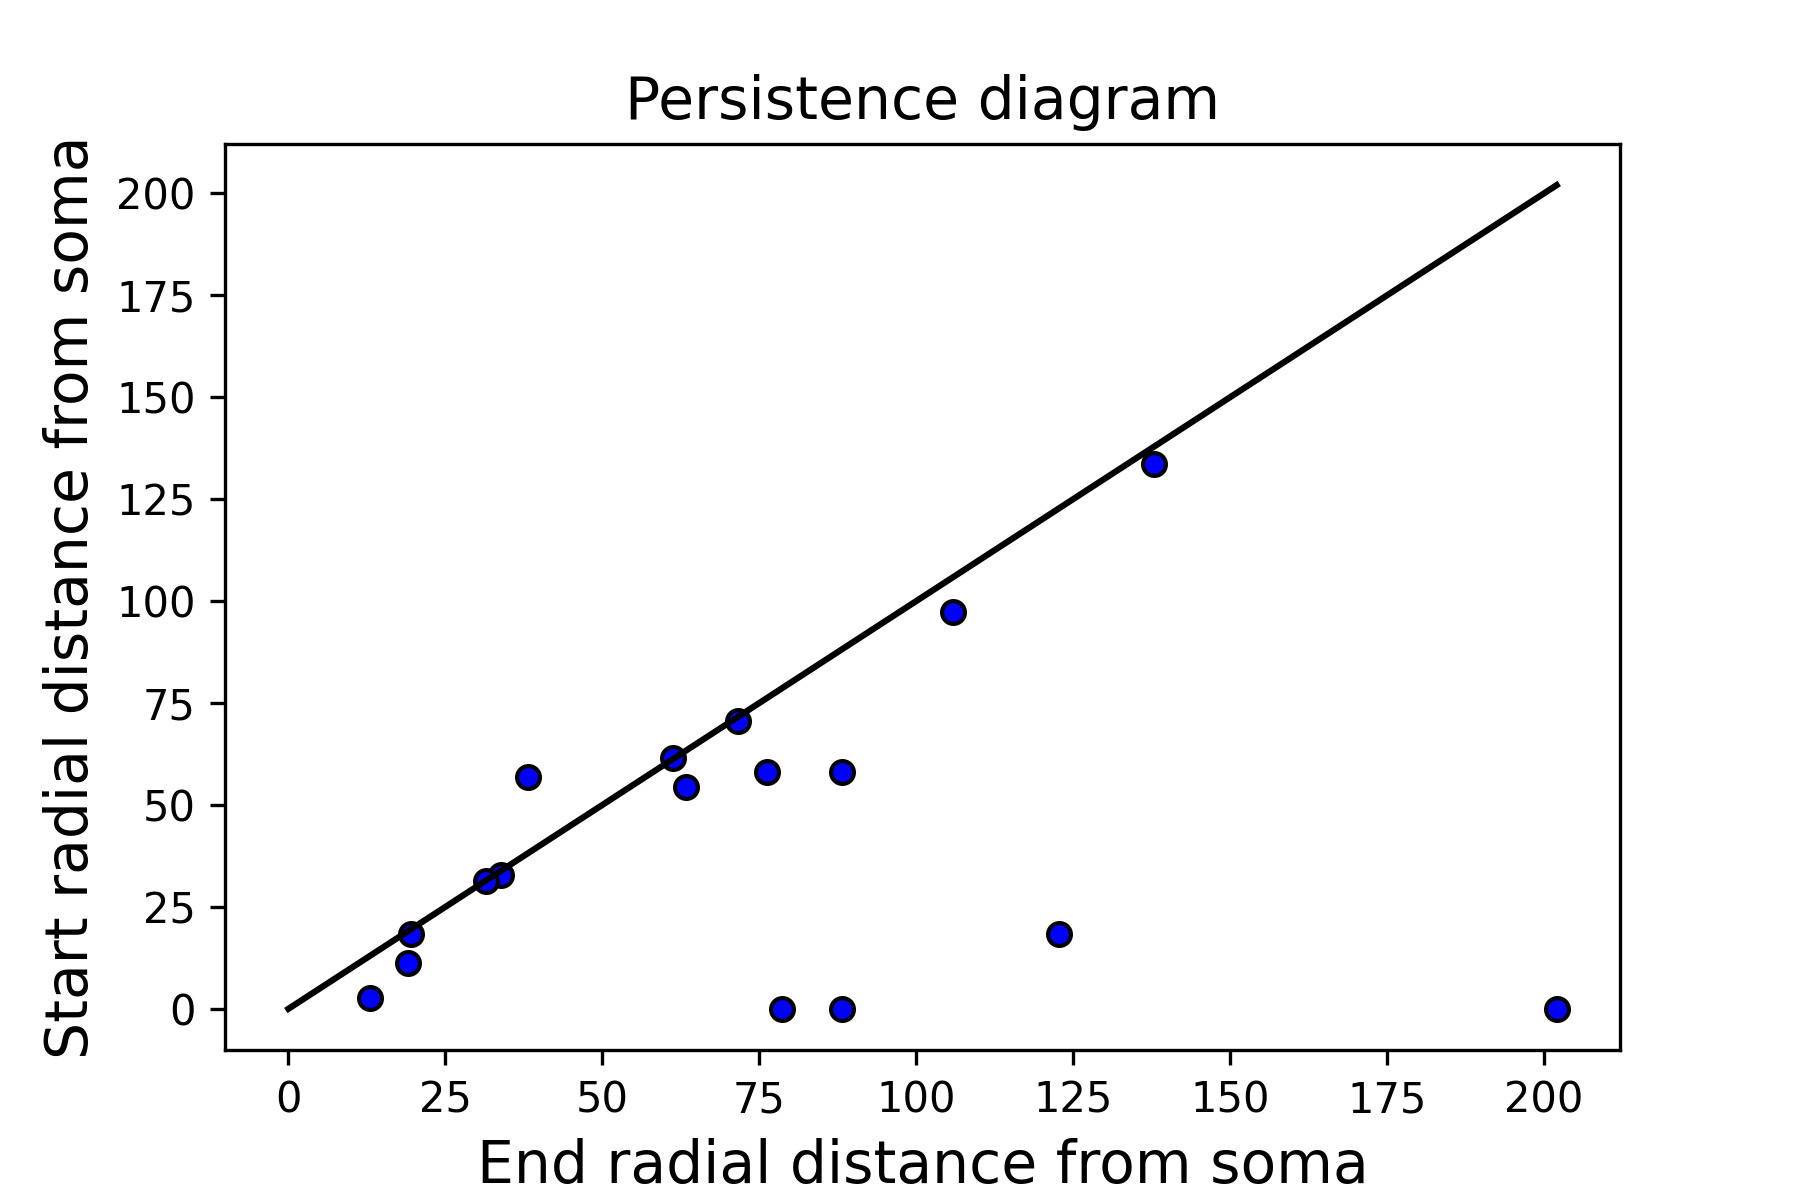 Persistence diagram
Start radial distance from soma
200
175
150
125
100
75
50
25
0
0 25 50 75 100 125 150 175 200
End radial distance from soma